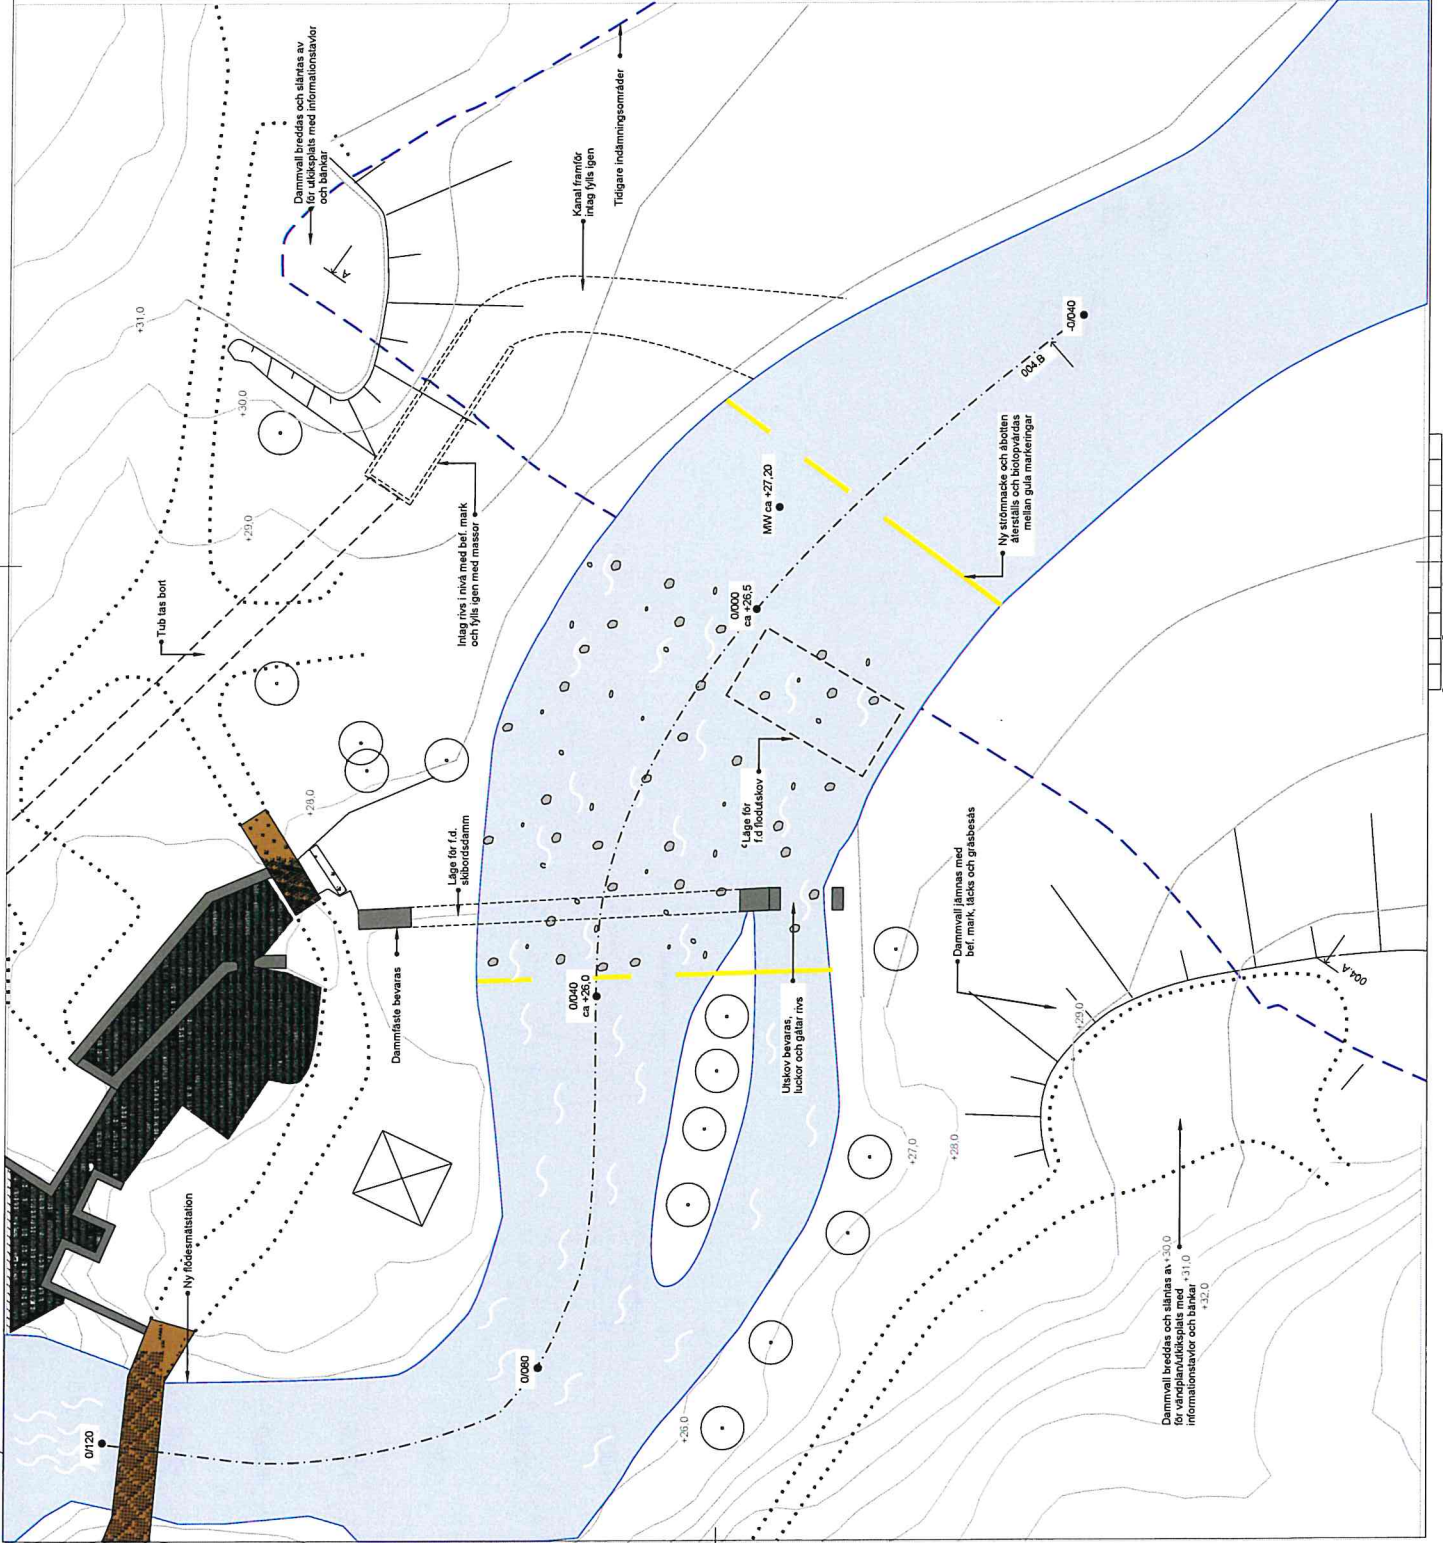 Dammvall breddas och släntas av
för utkiksplats med informationstavlor
och bänkar
Tidigare indämningsområder
Kanal framför
intag fylls igen
A
+31,0
+30,0
+29,0
Tub tas bort
Intag rivs i nivå med bef. mark
och fylls igen med massor
+28,0
Läge för f.d.
skibordsdamm
Dammfäste bevaras
Ny flödesmätstation
0/120
0/080
0/040
ca +26,0
0/000
ca +26,5
MW ca +27,20
-0/040
004.B
Ny strömnacke och åbotten
återställs och biotopvårdas
mellan gula markeringar
Läge för
f.d flodutskov
Utskov bevaras,
luckor och gåtar rivs
Dammvall jämnas med
bef. mark, täcks och gräsbesås
+29,0
004.A
+27,0
+28,0
+26,0
Dammvall breddas och släntas av
för vändplan/utkiksplats med
informationstavlor och bänkar
+30,0
+31,0
+32,0